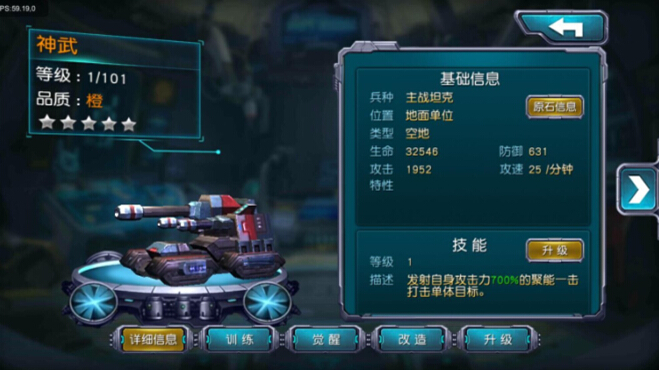 PS:59.19.0
神武
等级：1/101
品质：橙
基础信息
兵种 主战坦克
原石信息
位置 地面单位
类型 空地
生命 32546 防御 631
攻击 1952 攻速 25 /分钟
特性
技能
升级
等级 1
描述 发射自身攻击力700%的聚能一击
打击单体目标。
详细信息 训练 觉醒 改造 升级